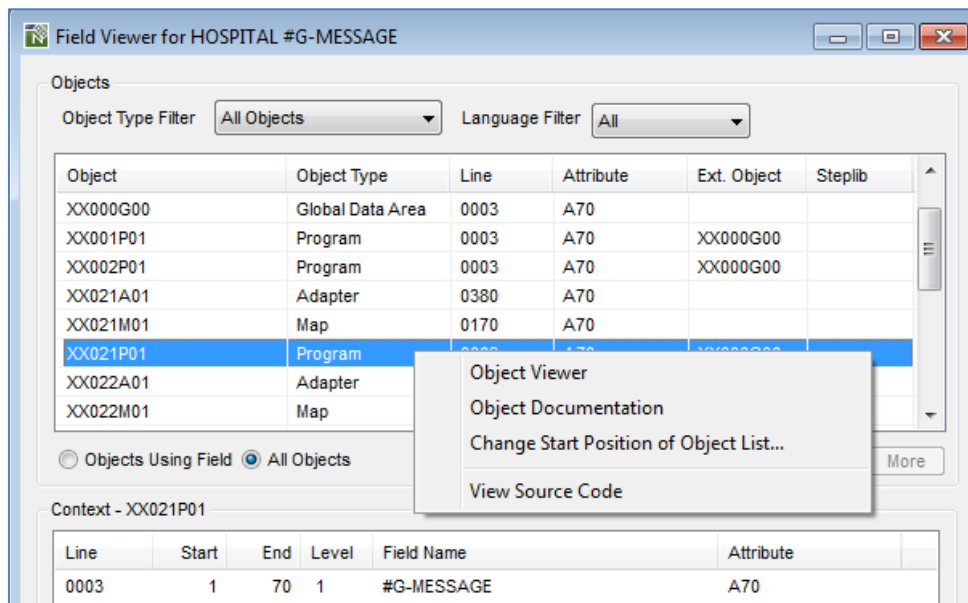 Field Viewer for HOSPITAL #G-MESSAGE
Objects
Object Type Filter All Objects Language Filter All
Object Object Type Line Attribute Ext. Object Steplib
XX000G00 Global Data Area 0003 A70
XX001P01 Program 0003 A70 XX000G00
XX002P01 Program 0003 A70 XX000G00
XX021A01 Adapter 0380 A70
XX021M01 Map 0170 A70
XX021P01 Program
XX022A01 Adapter
XX022M01 Map
Object Viewer
Object Documentation
Change Start Position of Object List...
View Source Code
Objects Using Field All Objects More
Context - XX021P01
Line Start End Level Field Name Attribute
0003 1 70 1 #G-MESSAGE A70